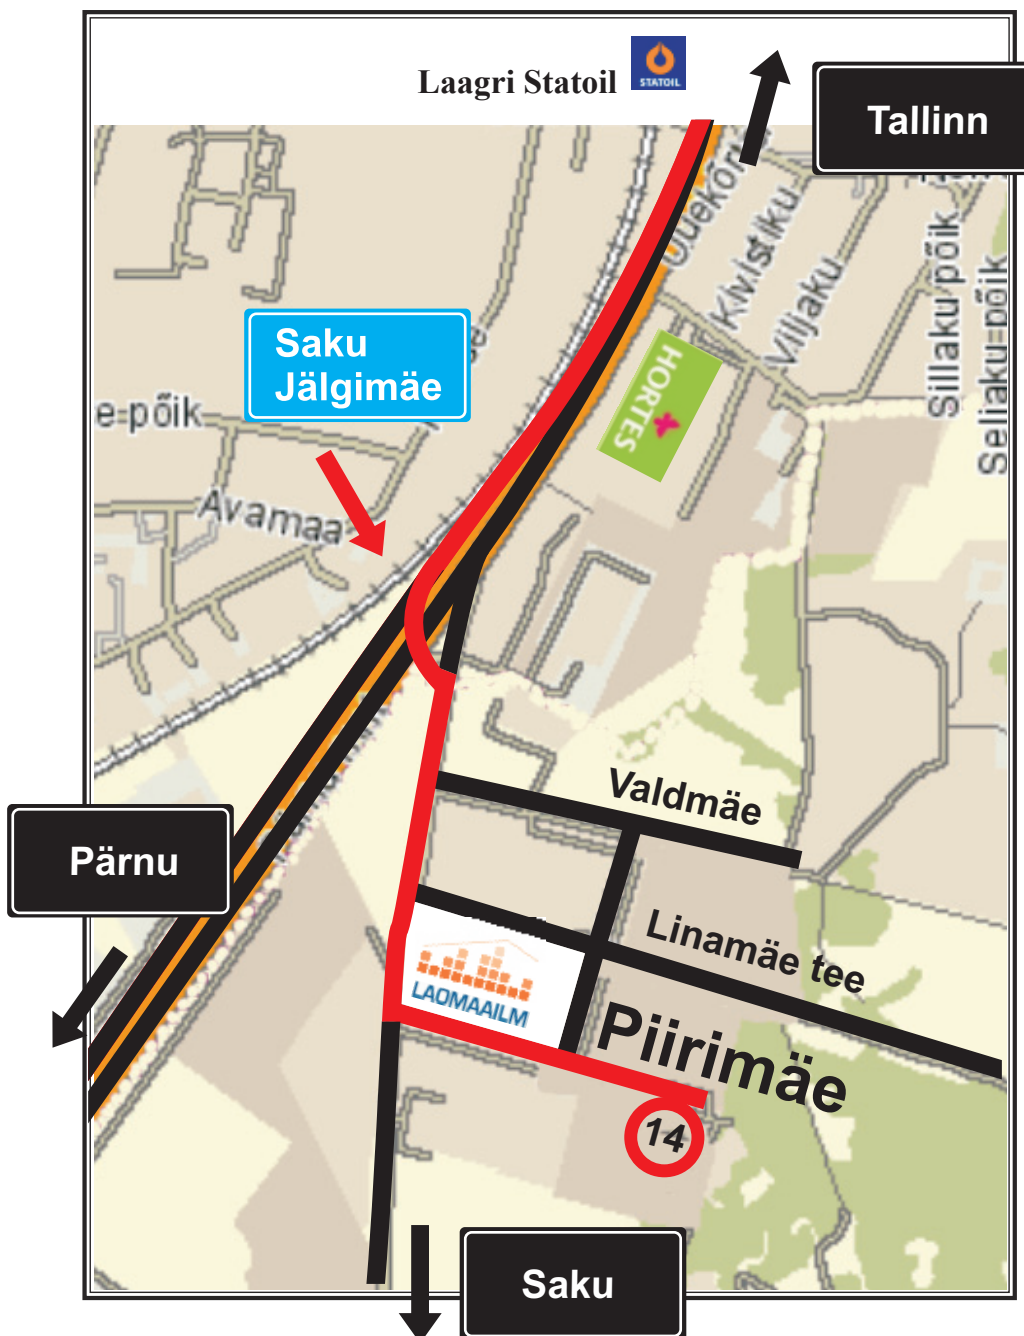 Laagri Statoil
STATOIL
Tallinn
Kivistiku
Viljaku
Sillaku põik
Seljaku põik
HORTES
Saku
Jälgimäe
e põik
Avamaa
Valdmäe
Pärnu
Linamäe tee
LAOMAAILM
Piirimäe
14
Saku